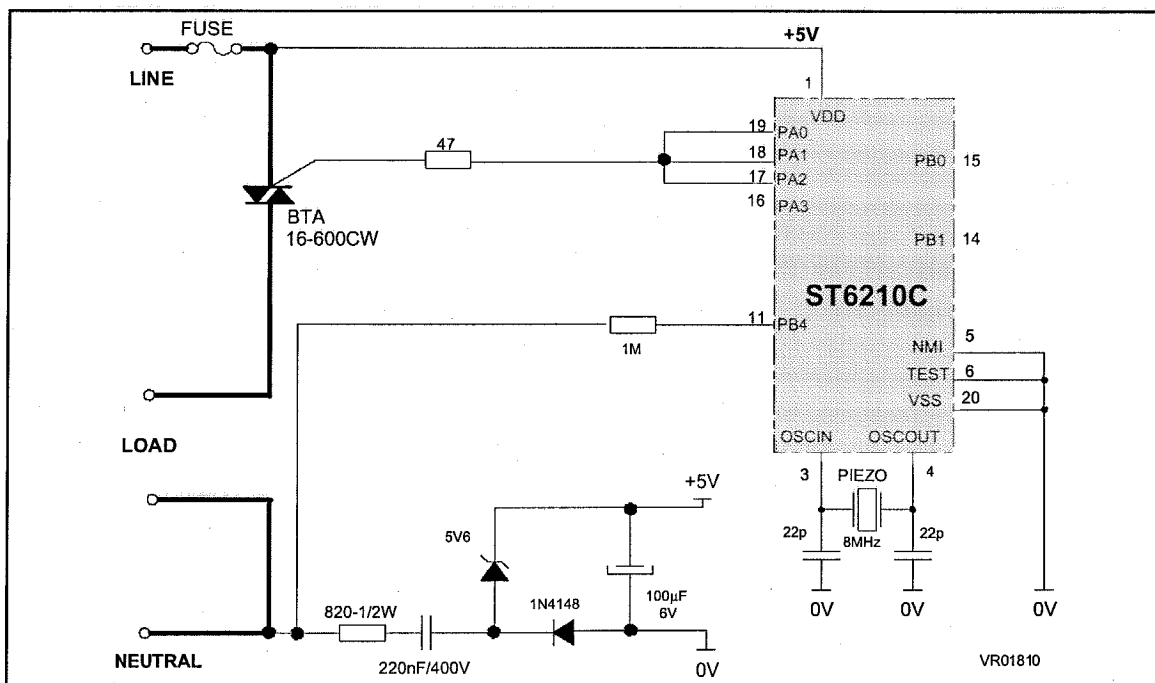 FUSE
LINE
+5V
1
VDD
19 PA0
18 PA1
17 PA2
16 PA3
PB0 15
PB1 14
47
BTA
16-600CW
ST6210C
11 PB4
1M
NMI 5
TEST 6
VSS 20
LOAD
OSCIN OSCOUT
3 PIEZO 4
22p 8MHz 22p
0V 0V 0V
+5V
5V6
820-1/2W
1N4148
100µF
6V
220nF/400V
0V
NEUTRAL
VR01810